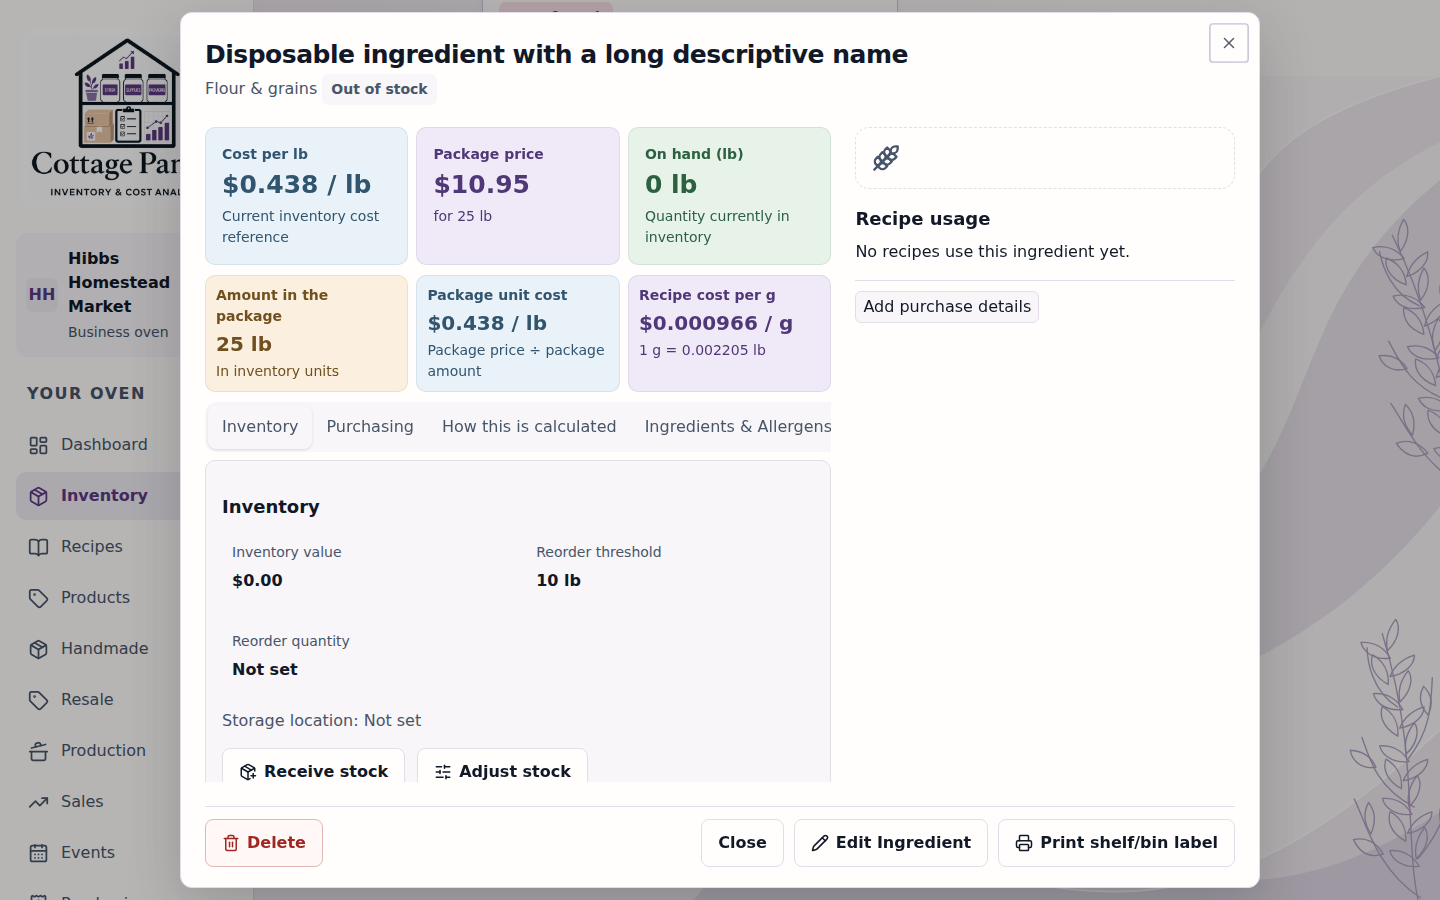 Disposable ingredient with a long descriptive name
Flour & grains Out of stock
Cost per lb
$0.438 / lb
Current inventory cost
reference
Package price
$10.95
for 25 lb
On hand (lb)
0 lb
Quantity currently in
inventory
Amount in the
package
25 lb
In inventory units
Package unit cost
$0.438 / lb
Package price ÷ package
amount
Recipe cost per g
$0.000966 / g
1 g = 0.002205 lb
Inventory Purchasing How this is calculated Ingredients & Allergens
Inventory
Inventory value
$0.00
Reorder threshold
10 lb
Reorder quantity
Not set
Storage location: Not set
Receive stock Adjust stock
Recipe usage
No recipes use this ingredient yet.
Add purchase details
Delete Close Edit Ingredient Print shelf/bin label
Cottage
INVENTORY & COST
HH
Hibbs
Homestead
Market
Business oven
YOUR OVEN
Dashboard
Inventory
Recipes
Products
Handmade
Resale
Production
Sales
Events